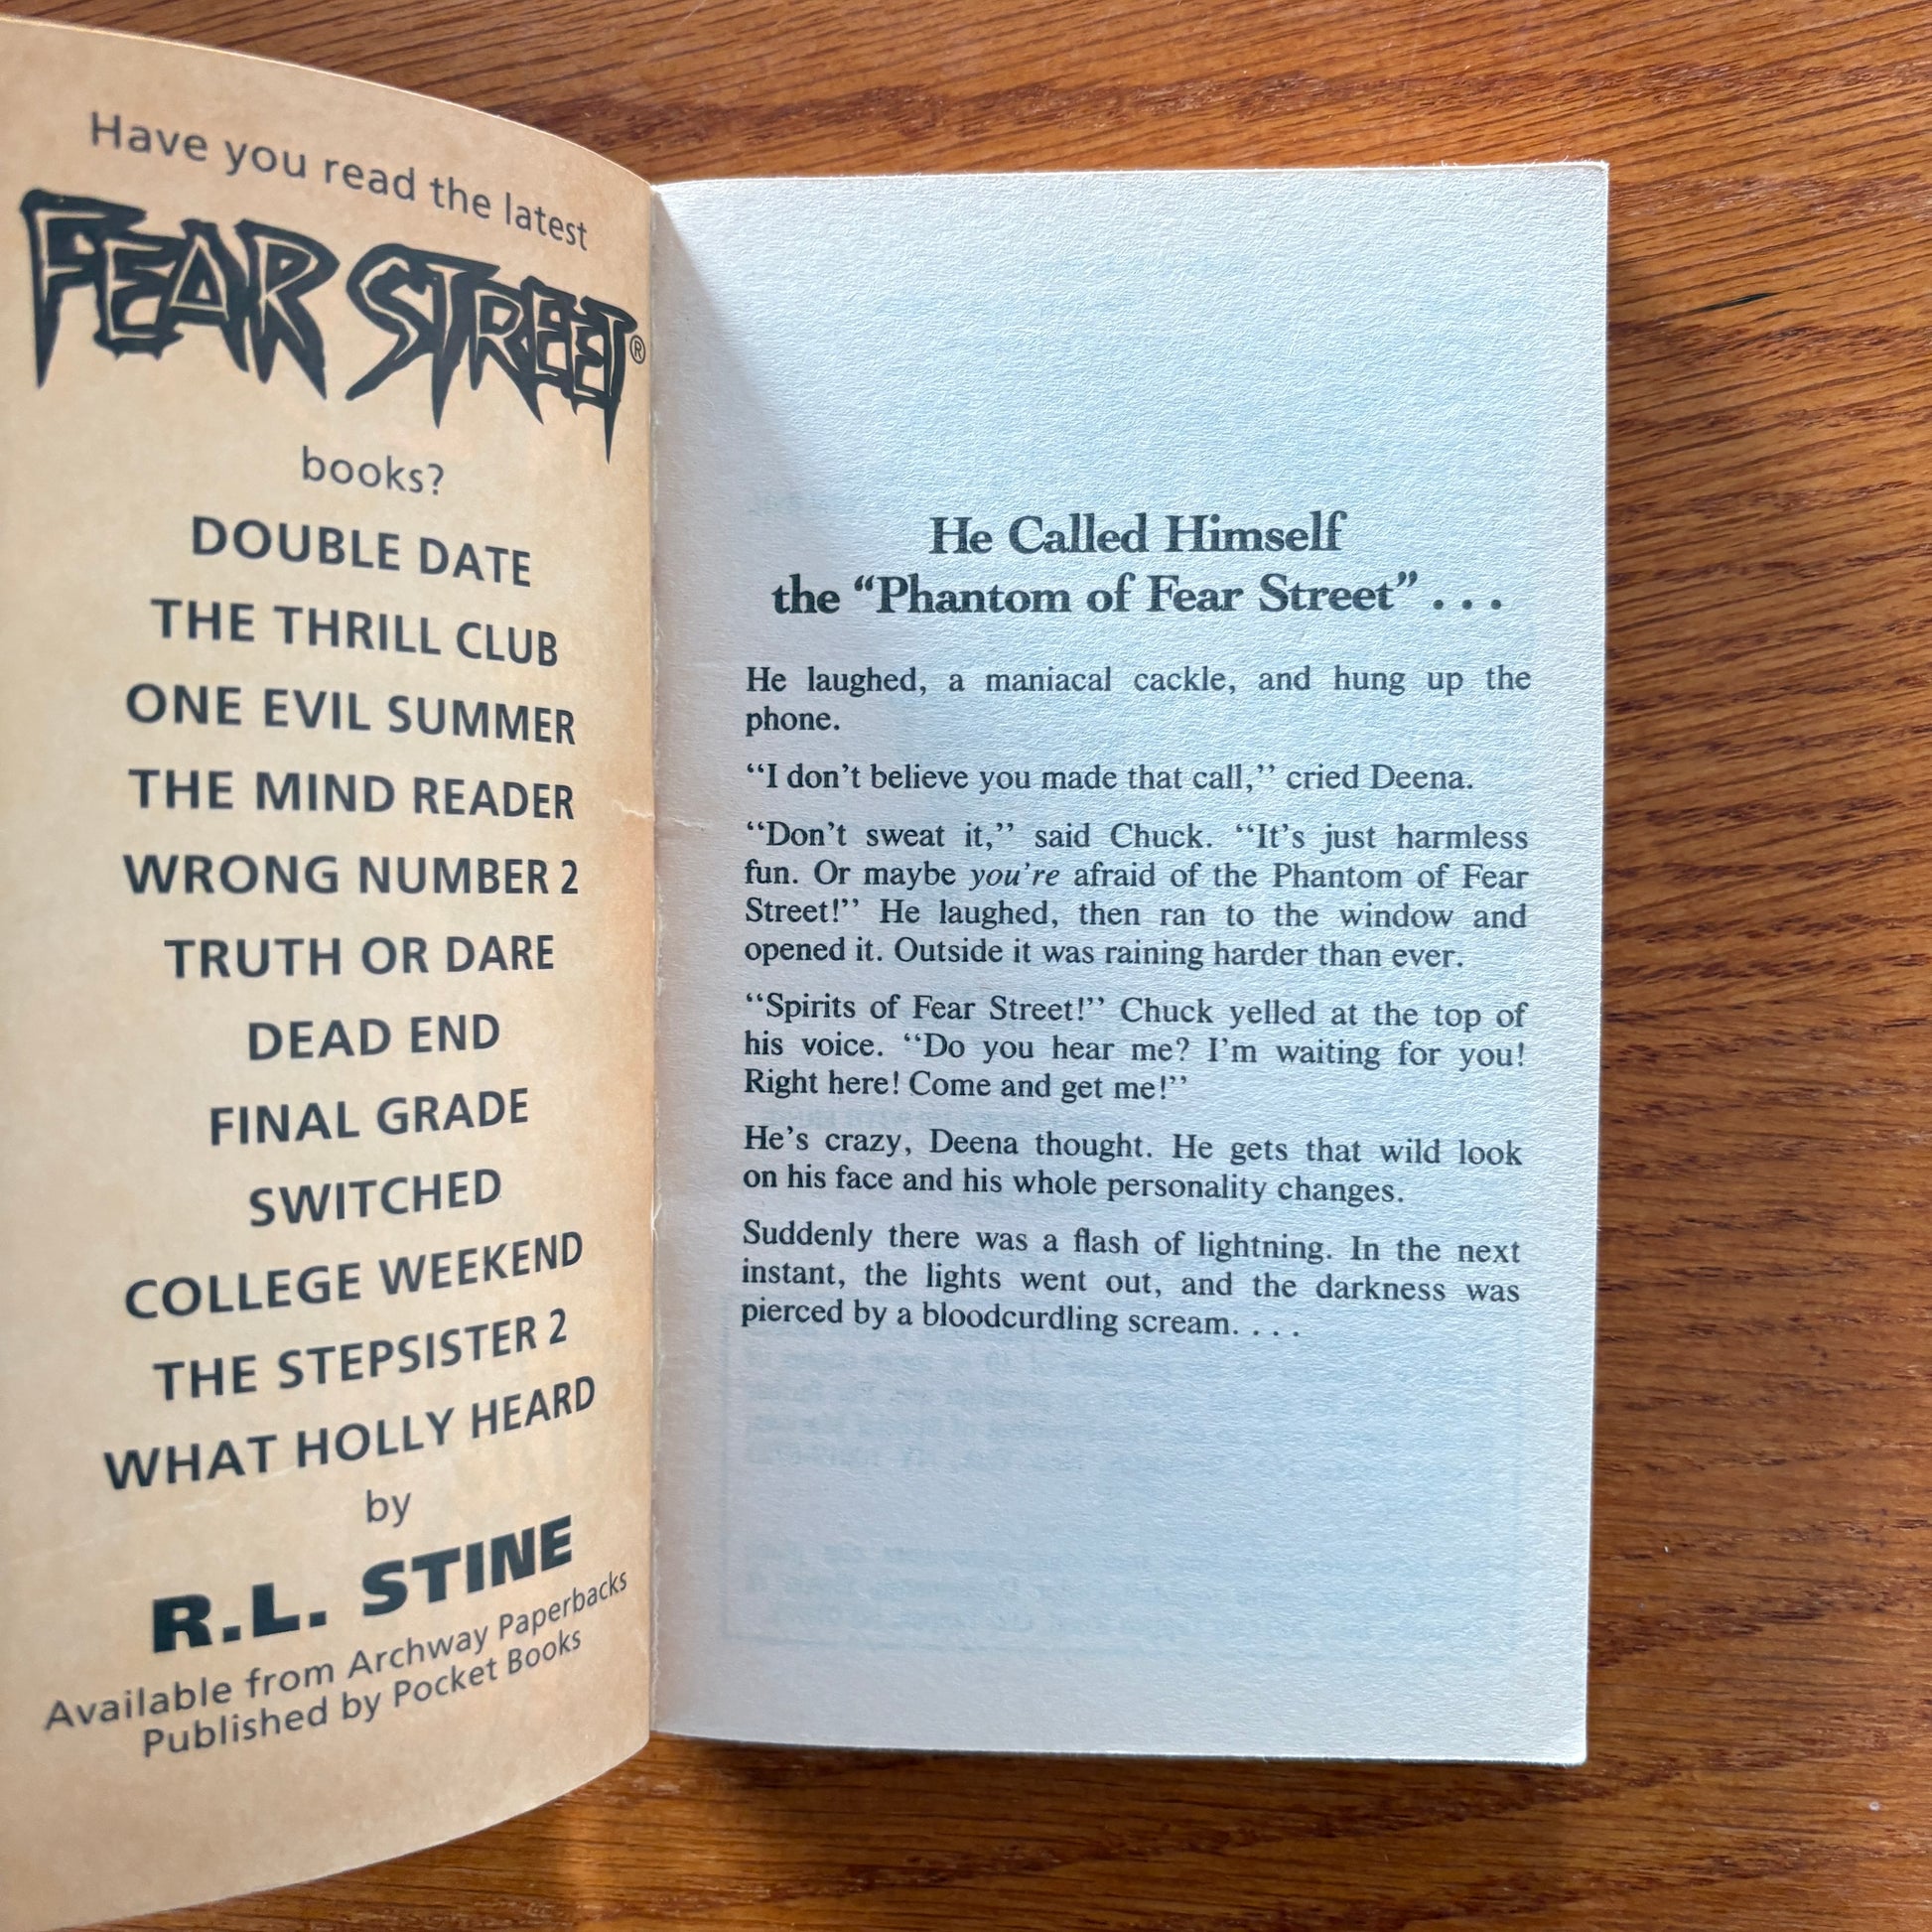 Have you read the latest
FEAR STREET®
books?
DOUBLE DATE
THE THRILL CLUB
ONE EVIL SUMMER
THE MIND READER
WRONG NUMBER 2
TRUTH OR DARE
DEAD END
FINAL GRADE
SWITCHED
COLLEGE WEEKEND
THE STEPSISTER 2
WHAT HOLLY HEARD
by
R.L. STINE
Available from Archway Paperbacks
Published by Pocket Books
He Called Himself
the “Phantom of Fear Street” . . .
He laughed, a maniacal cackle, and hung up the
phone.
‘‘I don’t believe you made that call,’’ cried Deena.
‘‘Don’t sweat it,’’ said Chuck. ‘‘It’s just harmless
fun. Or maybe you’re afraid of the Phantom of Fear
Street!’’ He laughed, then ran to the window and
opened it. Outside it was raining harder than ever.
‘‘Spirits of Fear Street!’’ Chuck yelled at the top of
his voice. ‘‘Do you hear me? I’m waiting for you!
Right here! Come and get me!’’
He’s crazy, Deena thought. He gets that wild look
on his face and his whole personality changes.
Suddenly there was a flash of lightning. In the next
instant, the lights went out, and the darkness was
pierced by a bloodcurdling scream. . . .